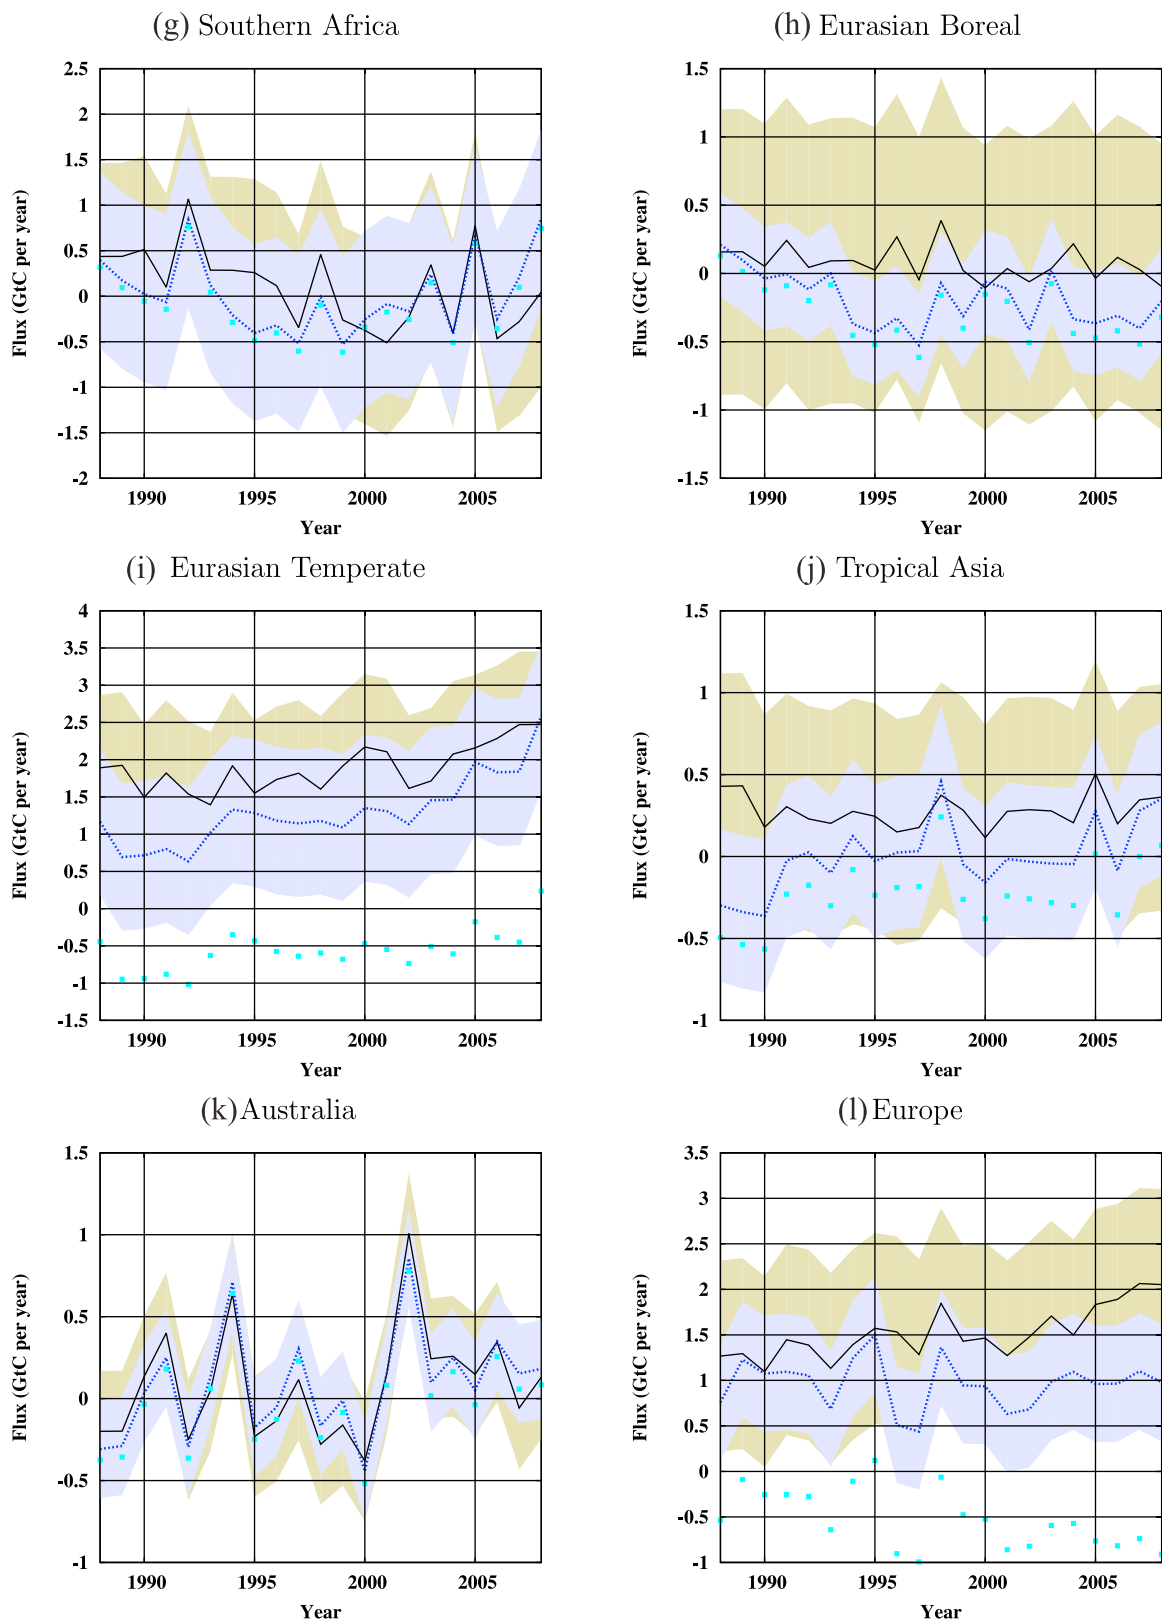 (g) Southern Africa
2.5
2
1.5
1
0.5
0
-0.5
-1
-1.5
-2
Flux (GtC per year)
1990 1995 2000 2005
Year
(h) Eurasian Boreal
1.5
1
0.5
0
-0.5
-1
-1.5
Flux (GtC per year)
1990 1995 2000 2005
Year
(i) Eurasian Temperate
4
3.5
3
2.5
2
1.5
1
0.5
0
-0.5
-1
-1.5
Flux (GtC per year)
1990 1995 2000 2005
Year
(j) Tropical Asia
1.5
1
0.5
0
-0.5
-1
Flux (GtC per year)
1990 1995 2000 2005
Year
(k) Australia
1.5
1
0.5
0
-0.5
-1
Flux (GtC per year)
1990 1995 2000 2005
Year
(l) Europe
3.5
3
2.5
2
1.5
1
0.5
0
-0.5
-1
Flux (GtC per year)
1990 1995 2000 2005
Year